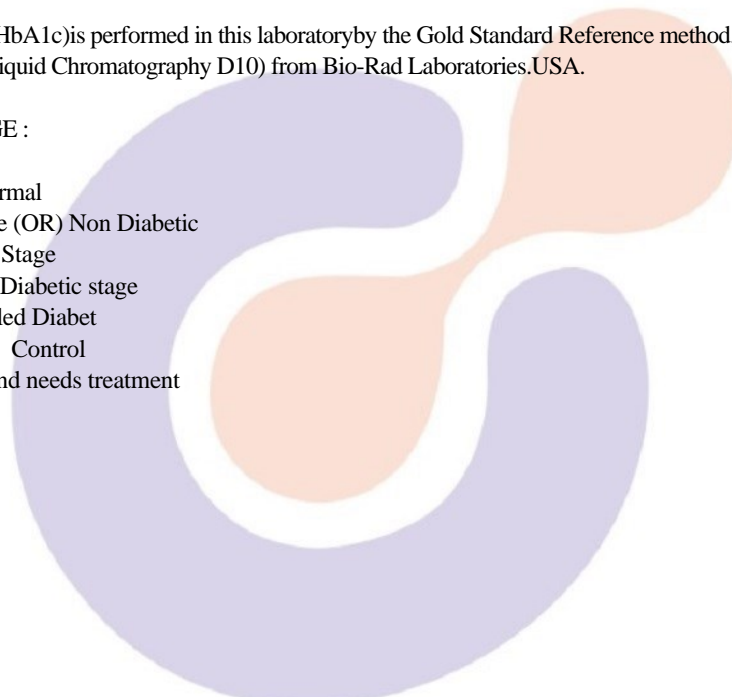 HbA1c)is performed in this laboratoryby the Gold Standard Reference method.
iquid Chromatography D10) from Bio-Rad Laboratories.USA.
GE :
rmal
e (OR) Non Diabetic
Stage
Diabetic stage
led Diabet
Control
nd needs treatment